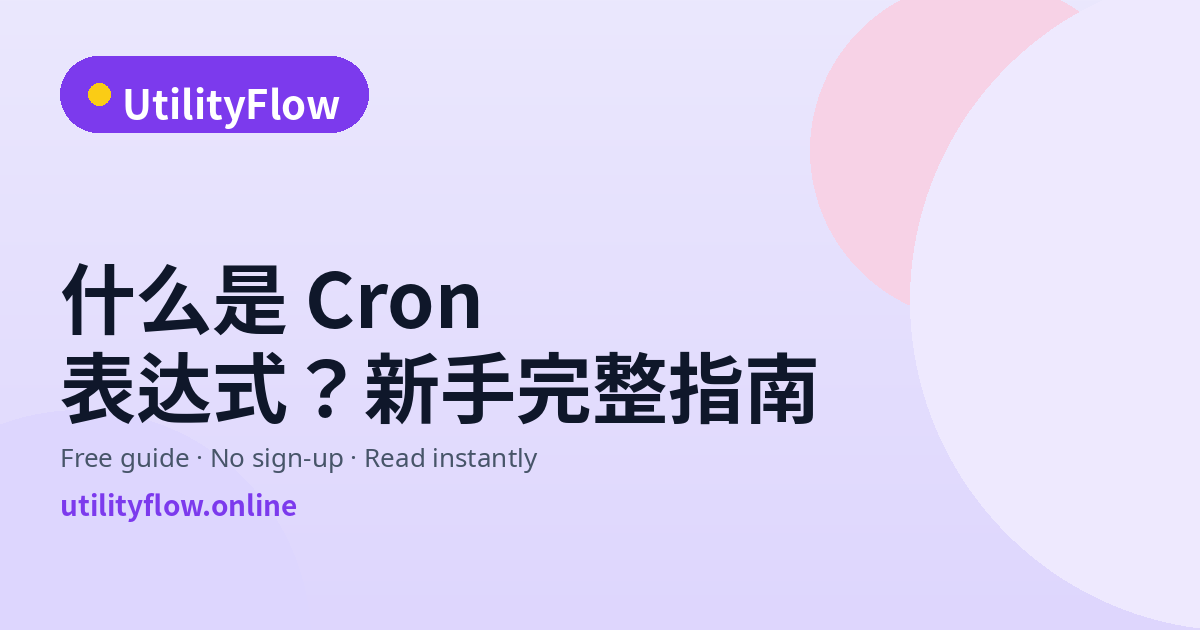 UtilityFlow
什么是 Cron
表达式？新手完整指南
Free guide · No sign-up · Read instantly
utilityflow.online